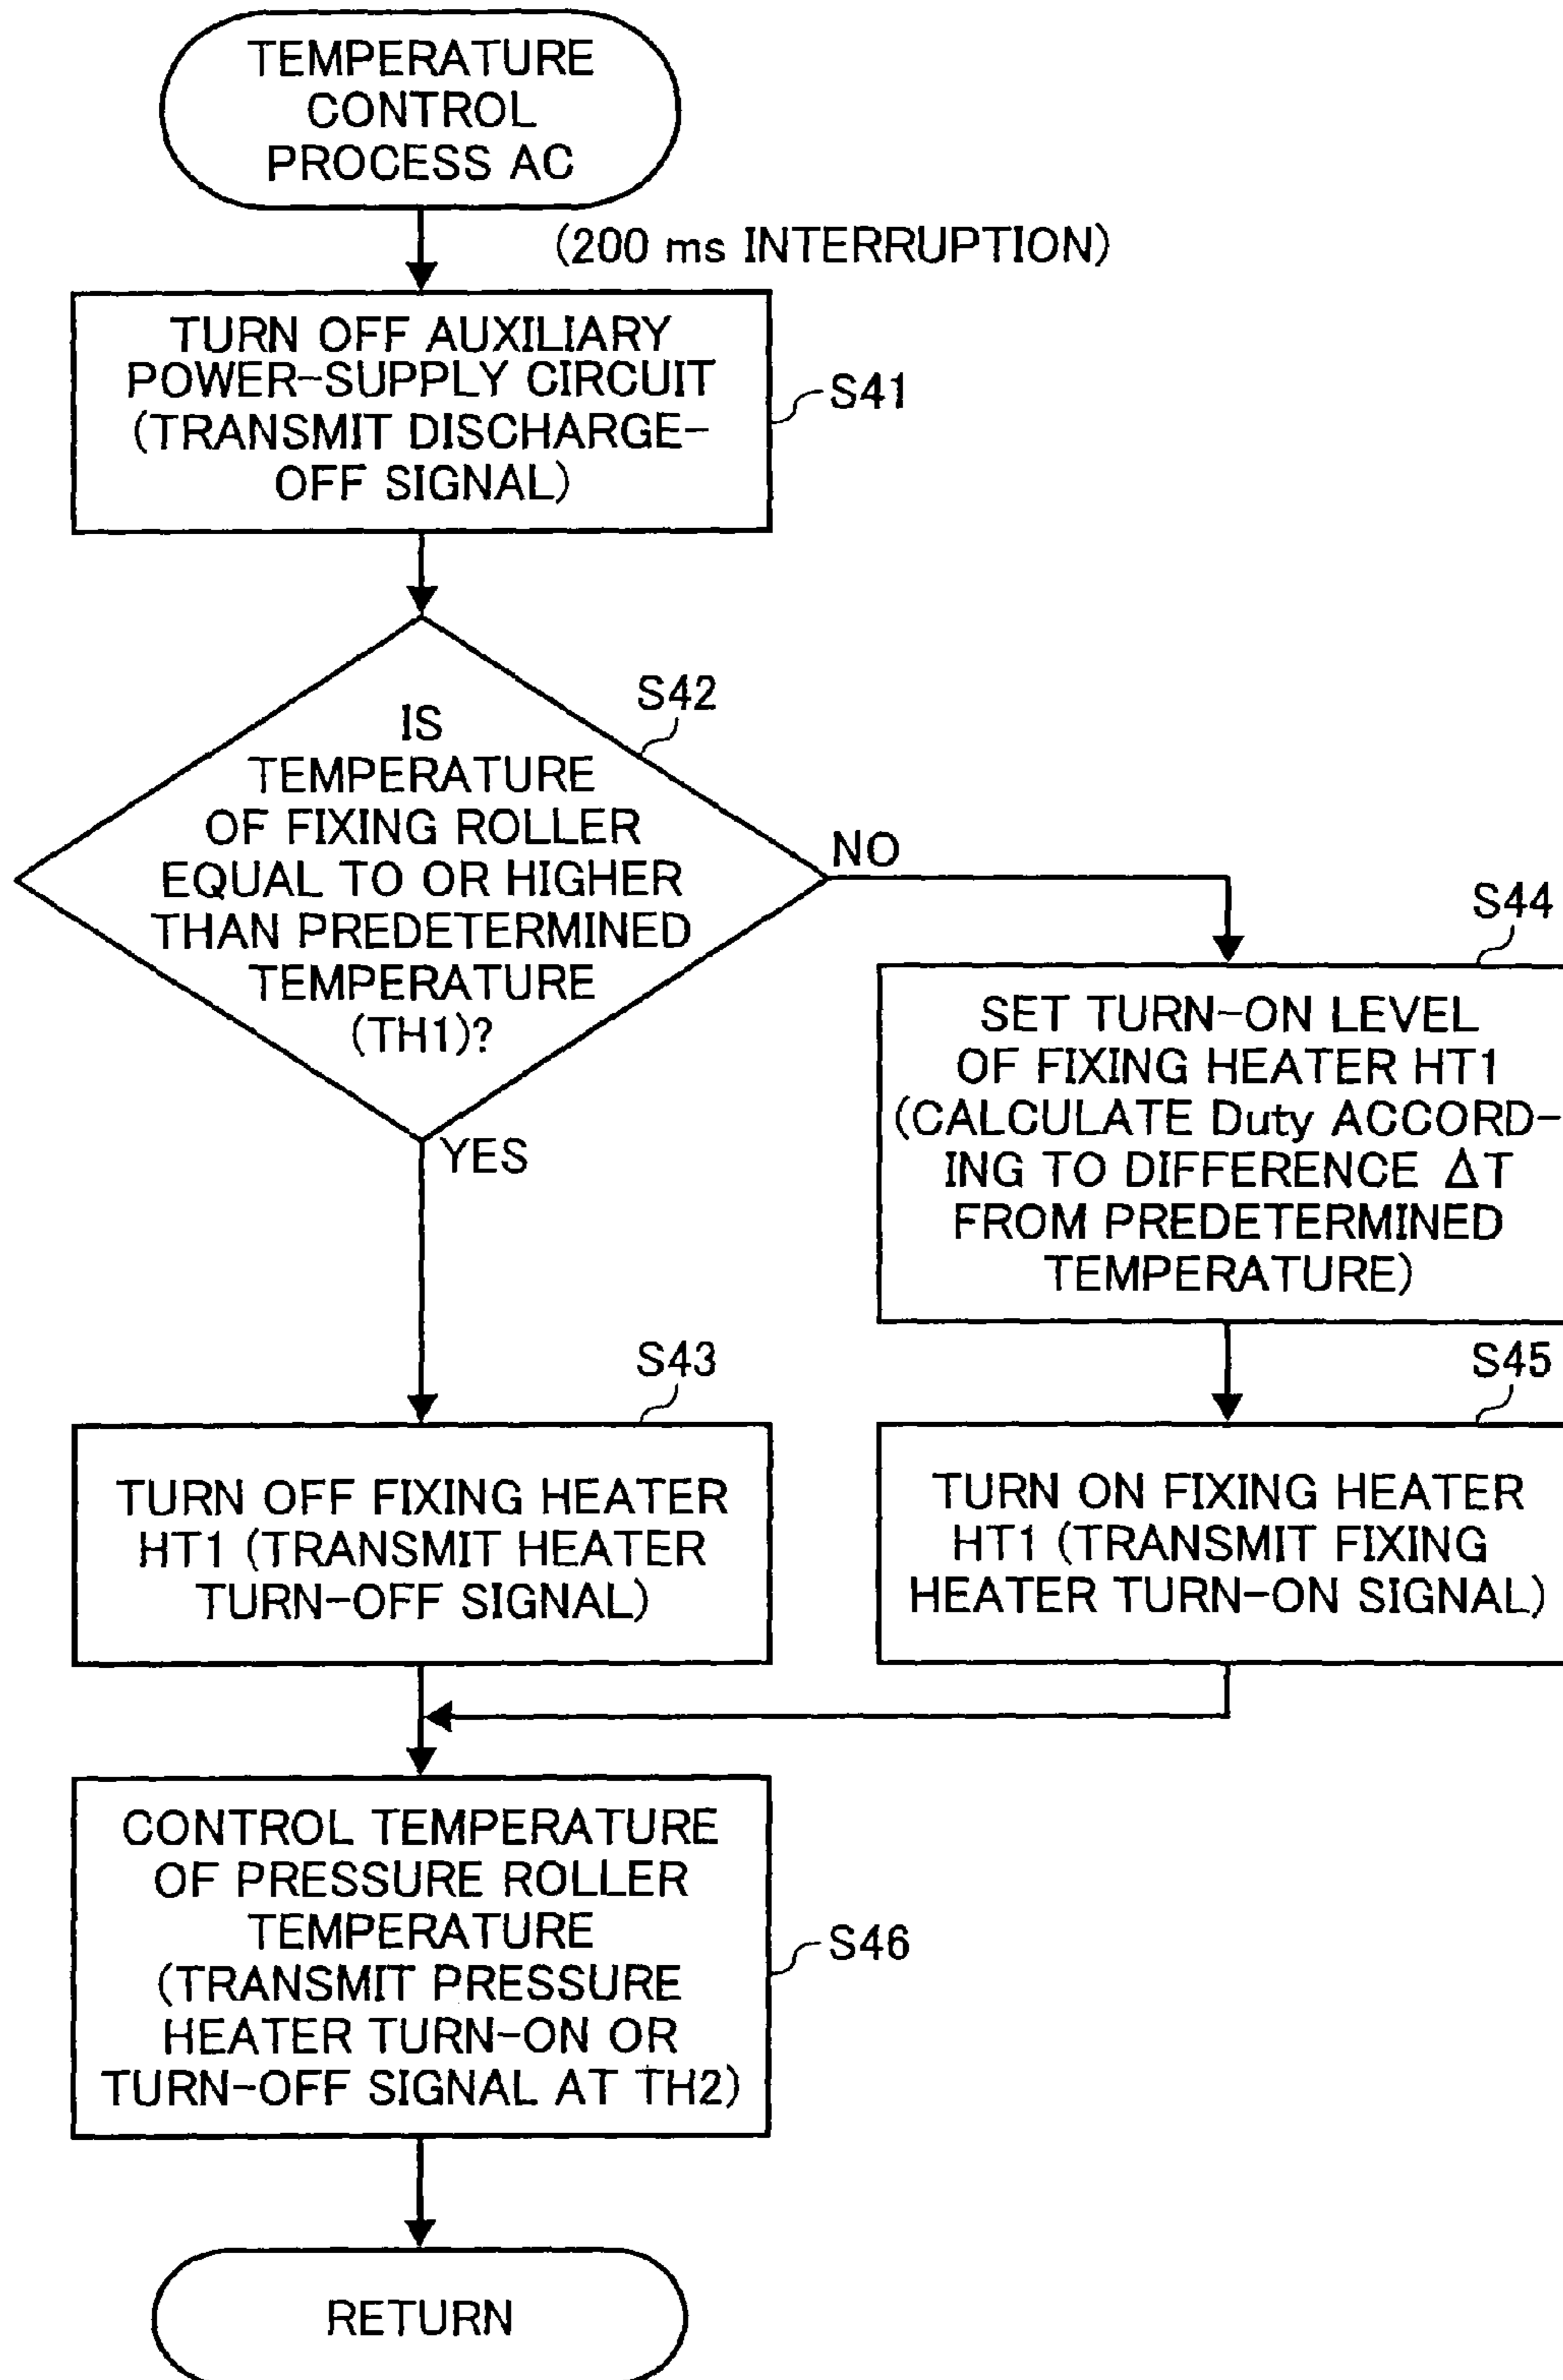 TEMPERATURE
CONTROL
PROCESS AC
(200 ms INTERRUPTION)
TURN OFF AUXILIARY
POWER-SUPPLY CIRCUIT
(TRANSMIT DISCHARGE-
OFF SIGNAL)
S41
S42
IS
TEMPERATURE
OF FIXING ROLLER
EQUAL TO OR HIGHER
THAN PREDETERMINED
TEMPERATURE
(TH1)?
NO
YES
S44
SET TURN-ON LEVEL
OF FIXING HEATER HT1
(CALCULATE Duty ACCORD-
ING TO DIFFERENCE ΔT
FROM PREDETERMINED
TEMPERATURE)
S43
TURN OFF FIXING HEATER
HT1 (TRANSMIT HEATER
TURN-OFF SIGNAL)
S45
TURN ON FIXING HEATER
HT1 (TRANSMIT FIXING
HEATER TURN-ON SIGNAL)
CONTROL TEMPERATURE
OF PRESSURE ROLLER
TEMPERATURE
(TRANSMIT PRESSURE
HEATER TURN-ON OR
TURN-OFF SIGNAL AT TH2)
S46
RETURN